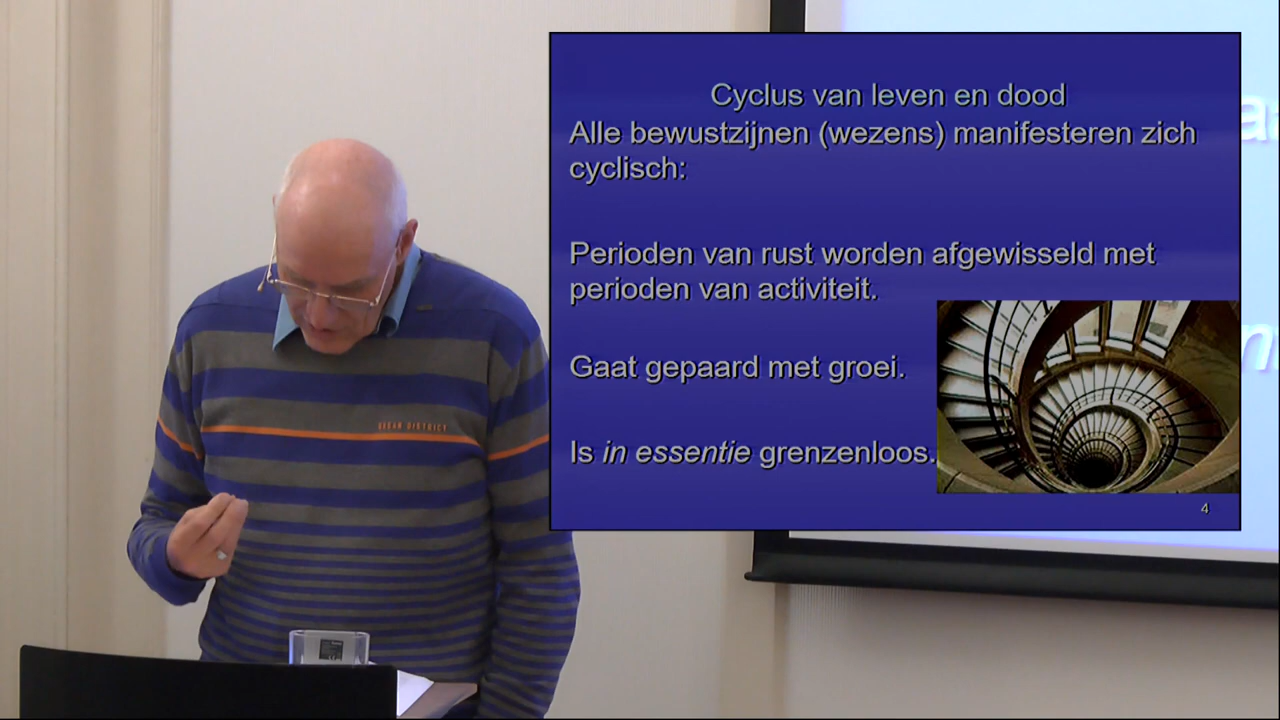 Cyclus van leven en dood
Alle bewustzijnen (wezens) manifesteren zich
cyclisch:
Perioden van rust worden afgewisseld met
perioden van activiteit.
Gaat gepaard met groei.
Is in essentie grenzenloos.
4